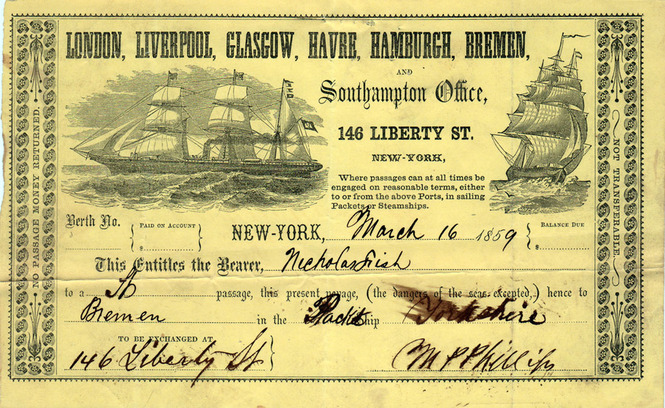 LONDON, LIVERPOOL, GLASGOW, HAVRE, HAMBURGH, BREMEN,
AND
Southampton Office,
146 LIBERTY ST.
NEW-YORK,
Where passages can at all times be
engaged on reasonable terms, either
to or from the above Ports, in sailing
Packets or Steamships.
NO PASSAGE MONEY RETURNED.
NOT TRANSFERABLE.
Berth No. { PAID ON ACCOUNT $ } NEW-YORK, March 16 1859 { BALANCE DUE $
This Entitles the Bearer, Nicholas Fish
to a passage, this present voyage, (the dangers of the seas excepted,) hence to
Bremen in the Packet ship Yorkshire
TO BE EXCHANGED AT
146 Liberty St } M P Phillips